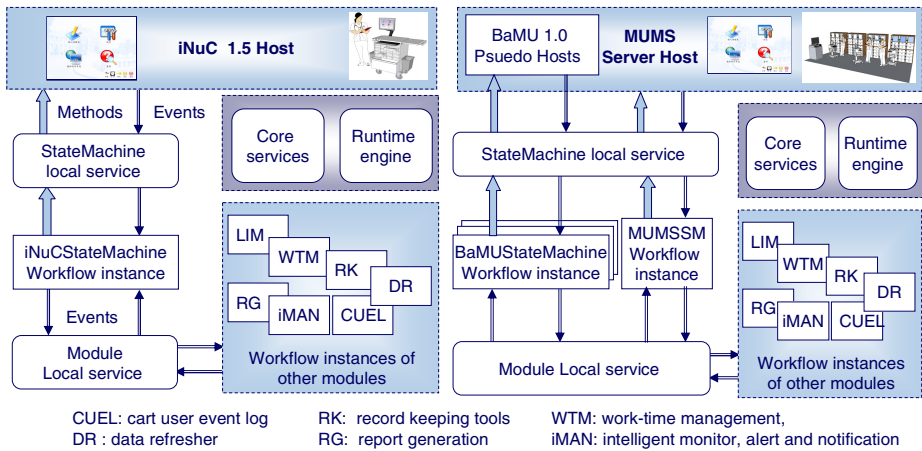 iNuC 1.5 Host
Methods
Events
StateMachine
local service
iNuCStateMachine
Workflow instance
Events
Module
Local service
Core
services
Runtime
engine
LIM
WTM
RK
DR
RG
iMAN
CUEL
Workflow instances of
other modules
BaMU 1.0
Psuedo Hosts
MUMS
Server Host
StateMachine local service
BaMUStateMachine
Workflow instance
MUMSSM
Workflow
instance
Module Local service
Core
services
Runtime
engine
LIM
WTM
RK
DR
RG
iMAN
CUEL
Workflow instances
of other modules
CUEL: cart user event log
RK: record keeping tools
WTM: work-time management,
DR : data refresher
RG: report generation
iMAN: intelligent monitor, alert and notification